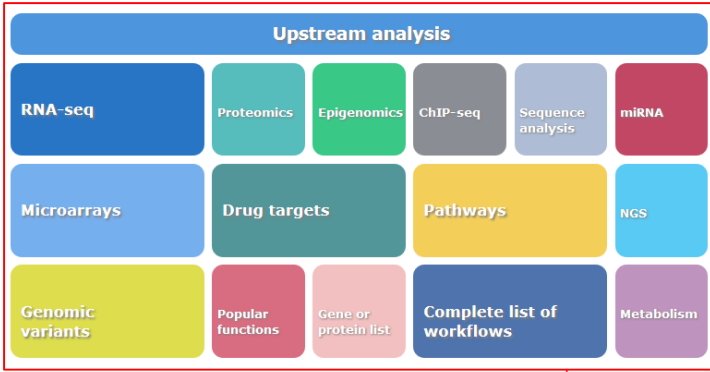 Upstream analysis
RNA-seq
Proteomics
Epigenomics
ChIP-seq
Sequence
analysis
miRNA
Microarrays
Drug targets
Pathways
NGS
Genomic
variants
Popular
functions
Gene or
protein list
Complete list of
workflows
Metabolism